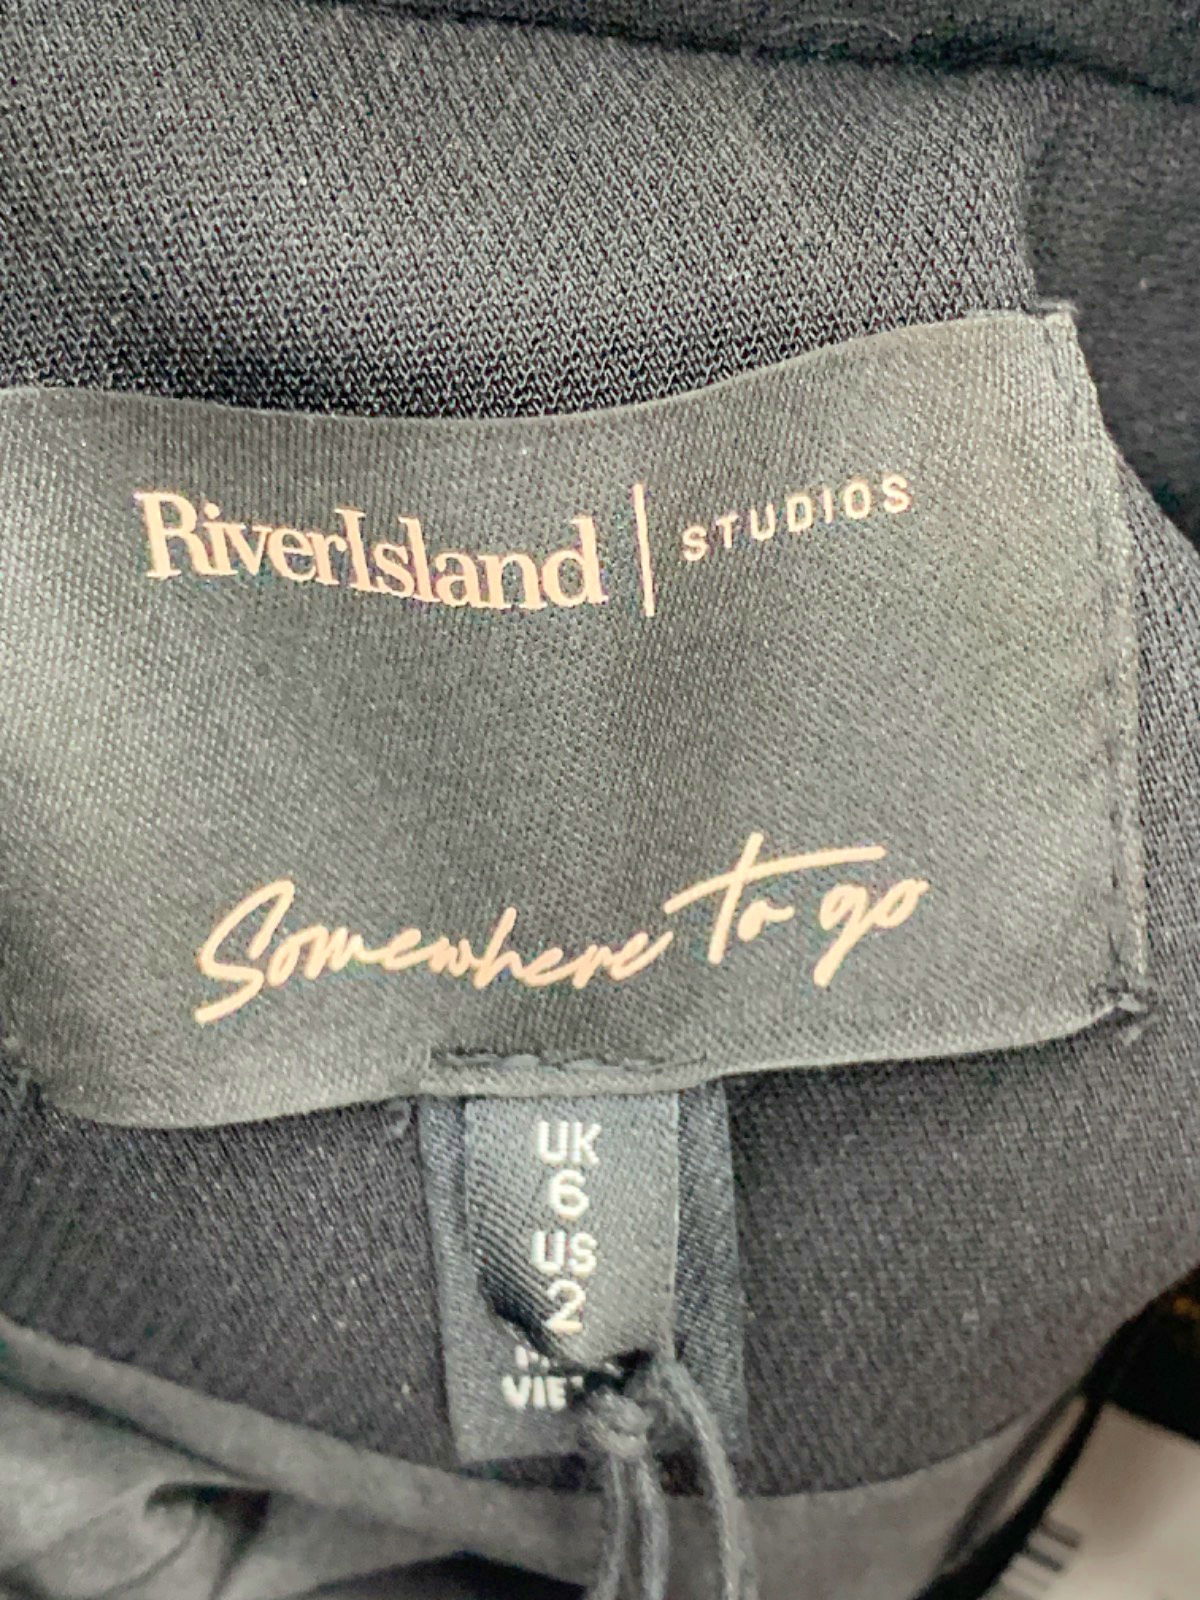 RiverIsland | STUDIOS
Somewhere to go
UK
6
US
2